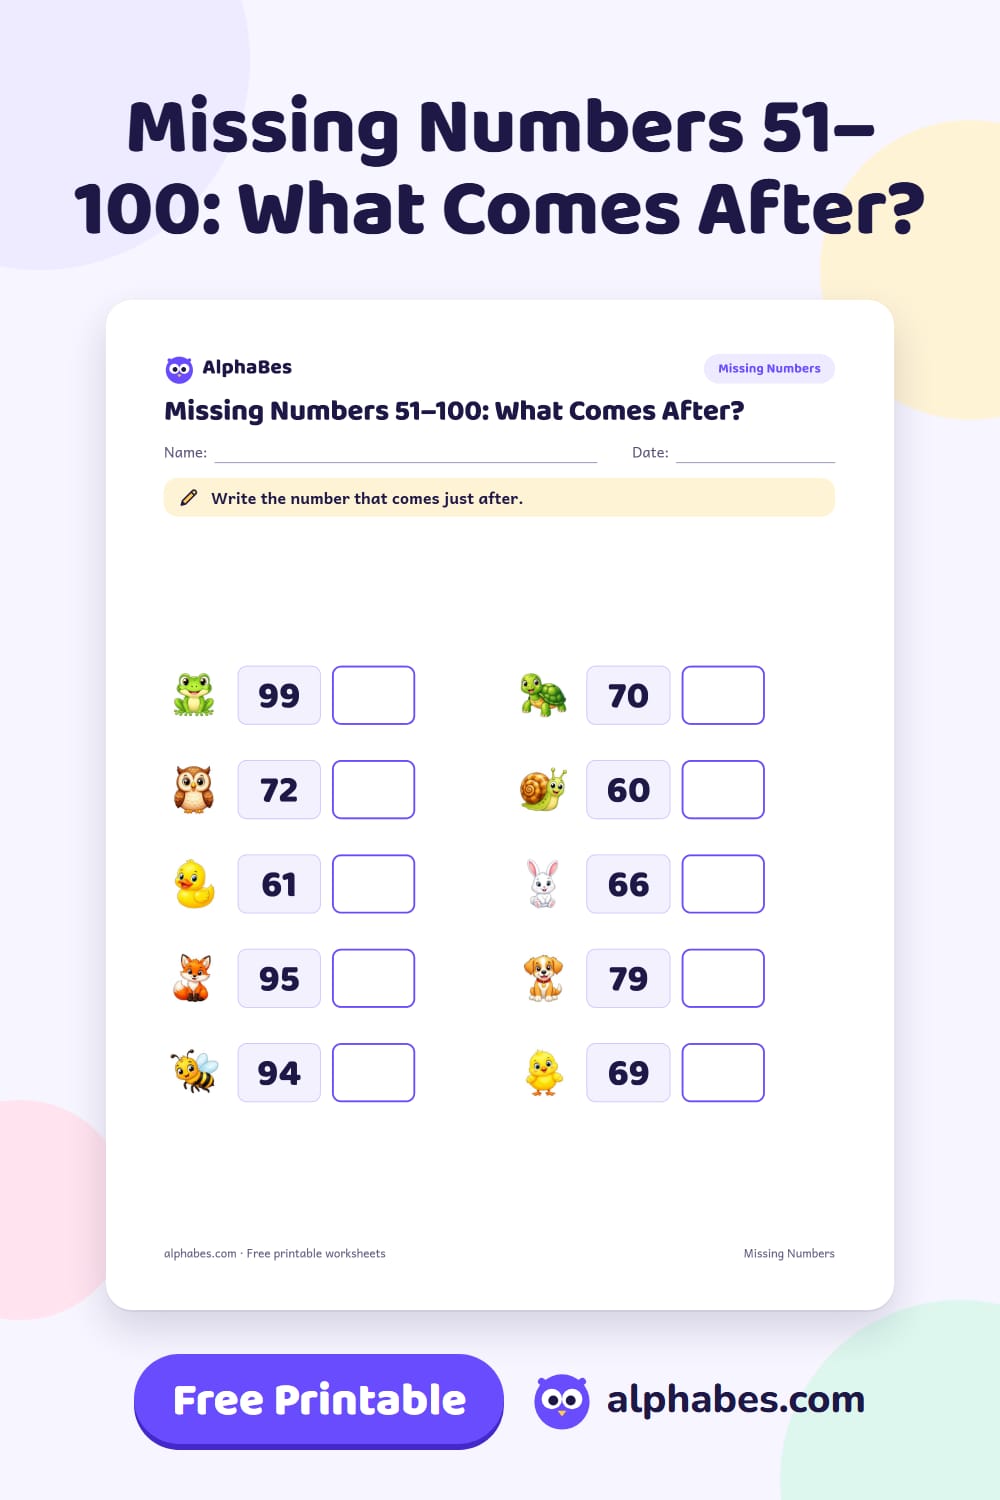 Missing Numbers 51–
100: What Comes After?
AlphaBes
Missing Numbers
Missing Numbers 51–100: What Comes After?
Name:
Date:
Write the number that comes just after.
99
70
72
60
61
66
95
79
94
69
alphabes.com · Free printable worksheets
Missing Numbers
Free Printable
alphabes.com